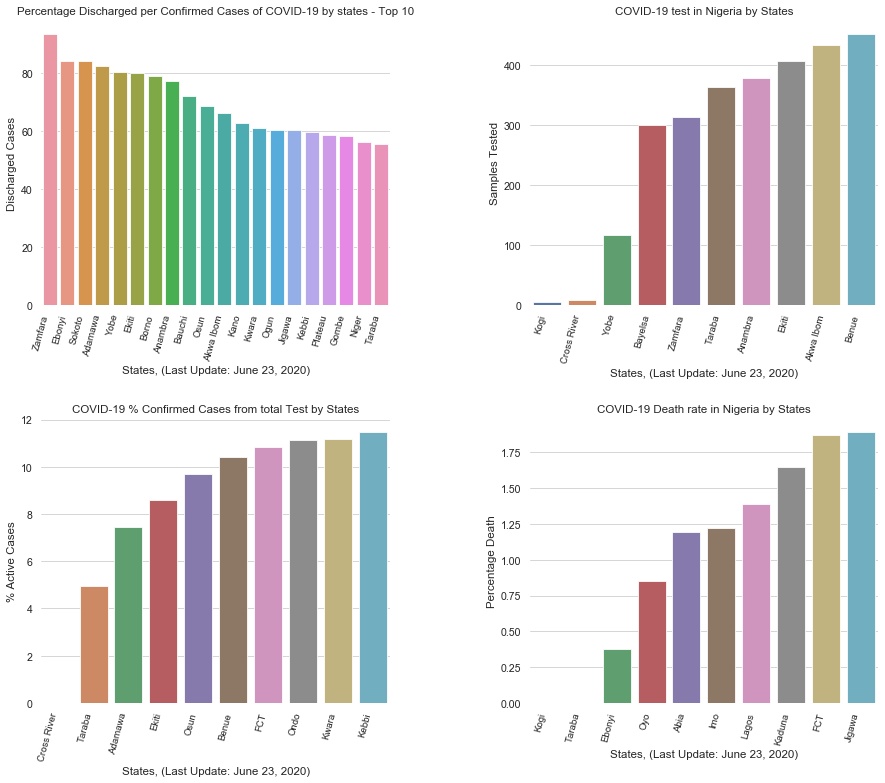 Percentage Discharged per Confirmed Cases of COVID-19 by states - Top 10
80
60
40
20
0
Discharged Cases
Zamfara
Ebonyi
Sokoto
Adamawa
Yobe
Ekiti
Borno
Anambra
Bauchi
Osun
Akwa Ibom
Kano
Kwara
Ogun
Jigawa
Kebbi
Plateau
Gombe
Niger
Taraba
States, (Last Update: June 23, 2020)
COVID-19 test in Nigeria by States
400
300
200
100
0
Samples Tested
Kogi
Cross River
Yobe
Bayelsa
Zamfara
Taraba
Anambra
Ekiti
Akwa Ibom
Benue
States, (Last Update: June 23, 2020)
COVID-19 % Confirmed Cases from total Test by States
12
10
8
6
4
2
0
% Active Cases
Cross River
Taraba
Adamawa
Ekiti
Osun
Benue
FCT
Ondo
Kwara
Kebbi
States, (Last Update: June 23, 2020)
COVID-19 Death rate in Nigeria by States
1.75
1.50
1.25
1.00
0.75
0.50
0.25
0.00
Percentage Death
Kogi
Taraba
Ebonyi
Oyo
Abia
Imo
Lagos
Kaduna
FCT
Jigawa
States, (Last Update: June 23, 2020)